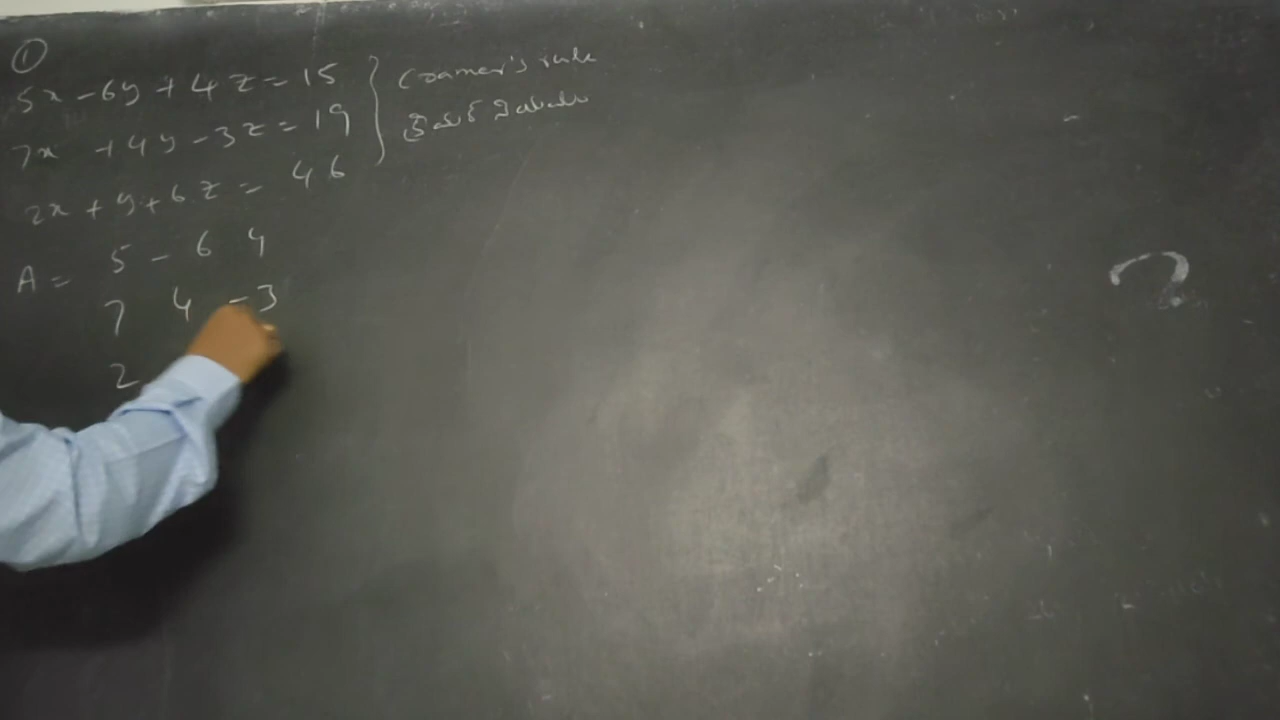 ①
5x - 6y + 4z = 15
7x + 4y - 3z = 19
2x + y + 6z = 46
Cramer's rule
A = 5 - 6 4
7 4 - 3
2
?